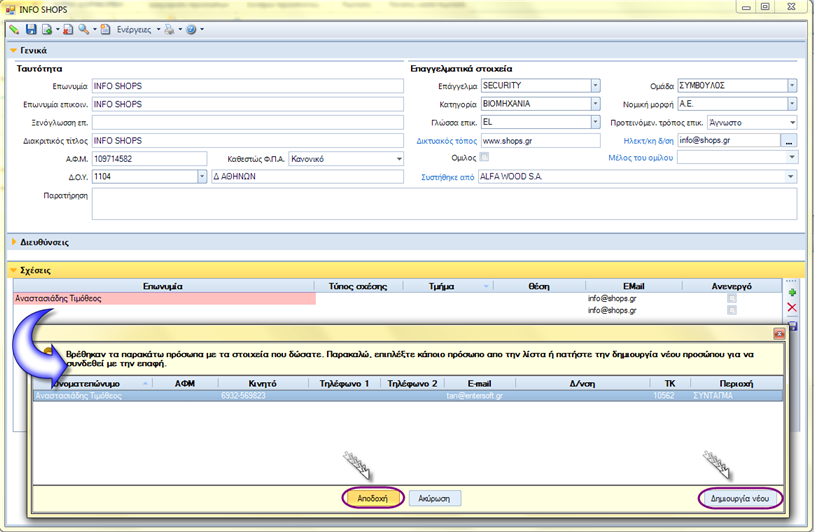 INFO SHOPS
Ενέργειες
Γενικά
Ταυτότητα
Επαγγελματικά στοιχεία
Επωνυμία INFO SHOPS Επάγγελμα SECURITY Ομάδα ΣΥΜΒΟΥΛΟΣ
Επωνυμία επικοιν. INFO SHOPS Κατηγορία ΒΙΟΜΗΧΑΝΙΑ Νομική μορφή Α.Ε.
Ξενόγλωσση επ. Γλώσσα επικ. EL Προτεινόμεν. τρόπος επικ. Άγνωστο
Διακριτικός τίτλος INFO SHOPS Δικτυακός τόπος www.shops.gr Ηλεκτ/κη δ/ση info@shops.gr ...
Α.Φ.Μ. 109714582 Καθεστώς Φ.Π.Α. Κανονικό Ομιλος Μέλος του ομίλου
Δ.Ο.Υ. 1104 Δ ΑΘΗΝΩΝ Συστήθηκε από ALFA WOOD S.A.
Παρατήρηση
Διευθύνσεις
Σχέσεις
Επωνυμία Τύπος σχέσης Τμήμα Θέση EMail Ανενεργό
Αναστασιάδης Τιμόθεος info@shops.gr
info@shops.gr
Βρέθηκαν τα παρακάτω πρόσωπα με τα στοιχεία που δώσατε. Παρακαλώ, επιπλέξτε κάποιο πρόσωπο απο την λίστα ή πατήστε την δημιουργία νέου προσώπου για να
συνδεθεί με την επαφή.
Ονοματεπώνυμο ΑΦΜ Κινητό Τηλέφωνο 1 Τηλέφωνο 2 E-mail Δ/νση ΤΚ Περιοχή
Αναστασιάδης Τιμόθεος 6932-569823 tan@entersoft.gr 10562 ΣΥΝΤΑΓΜΑ
Αποδοχή Ακύρωση Δημιουργία νέου